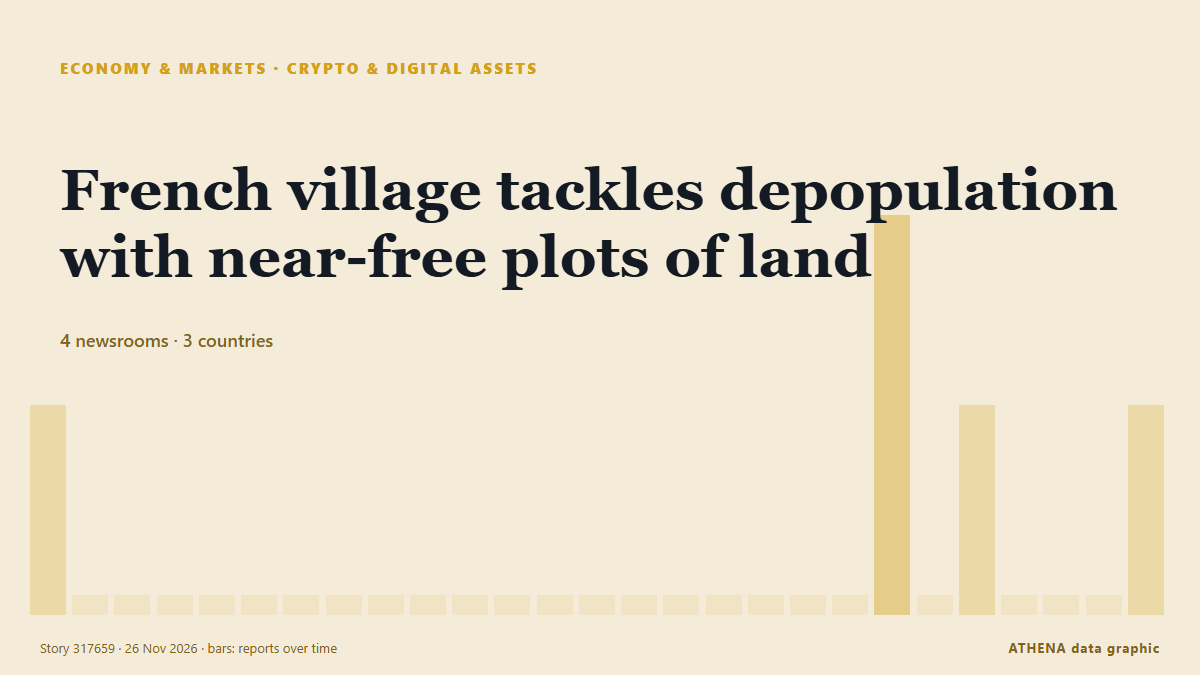 ECONOMY & MARKETS · CRYPTO & DIGITAL ASSETS
French village tackles depopulation
with near-free plots of land
4 newsrooms · 3 countries
Story 317659 · 26 Nov 2026 · bars: reports over time
ATHENA data graphic